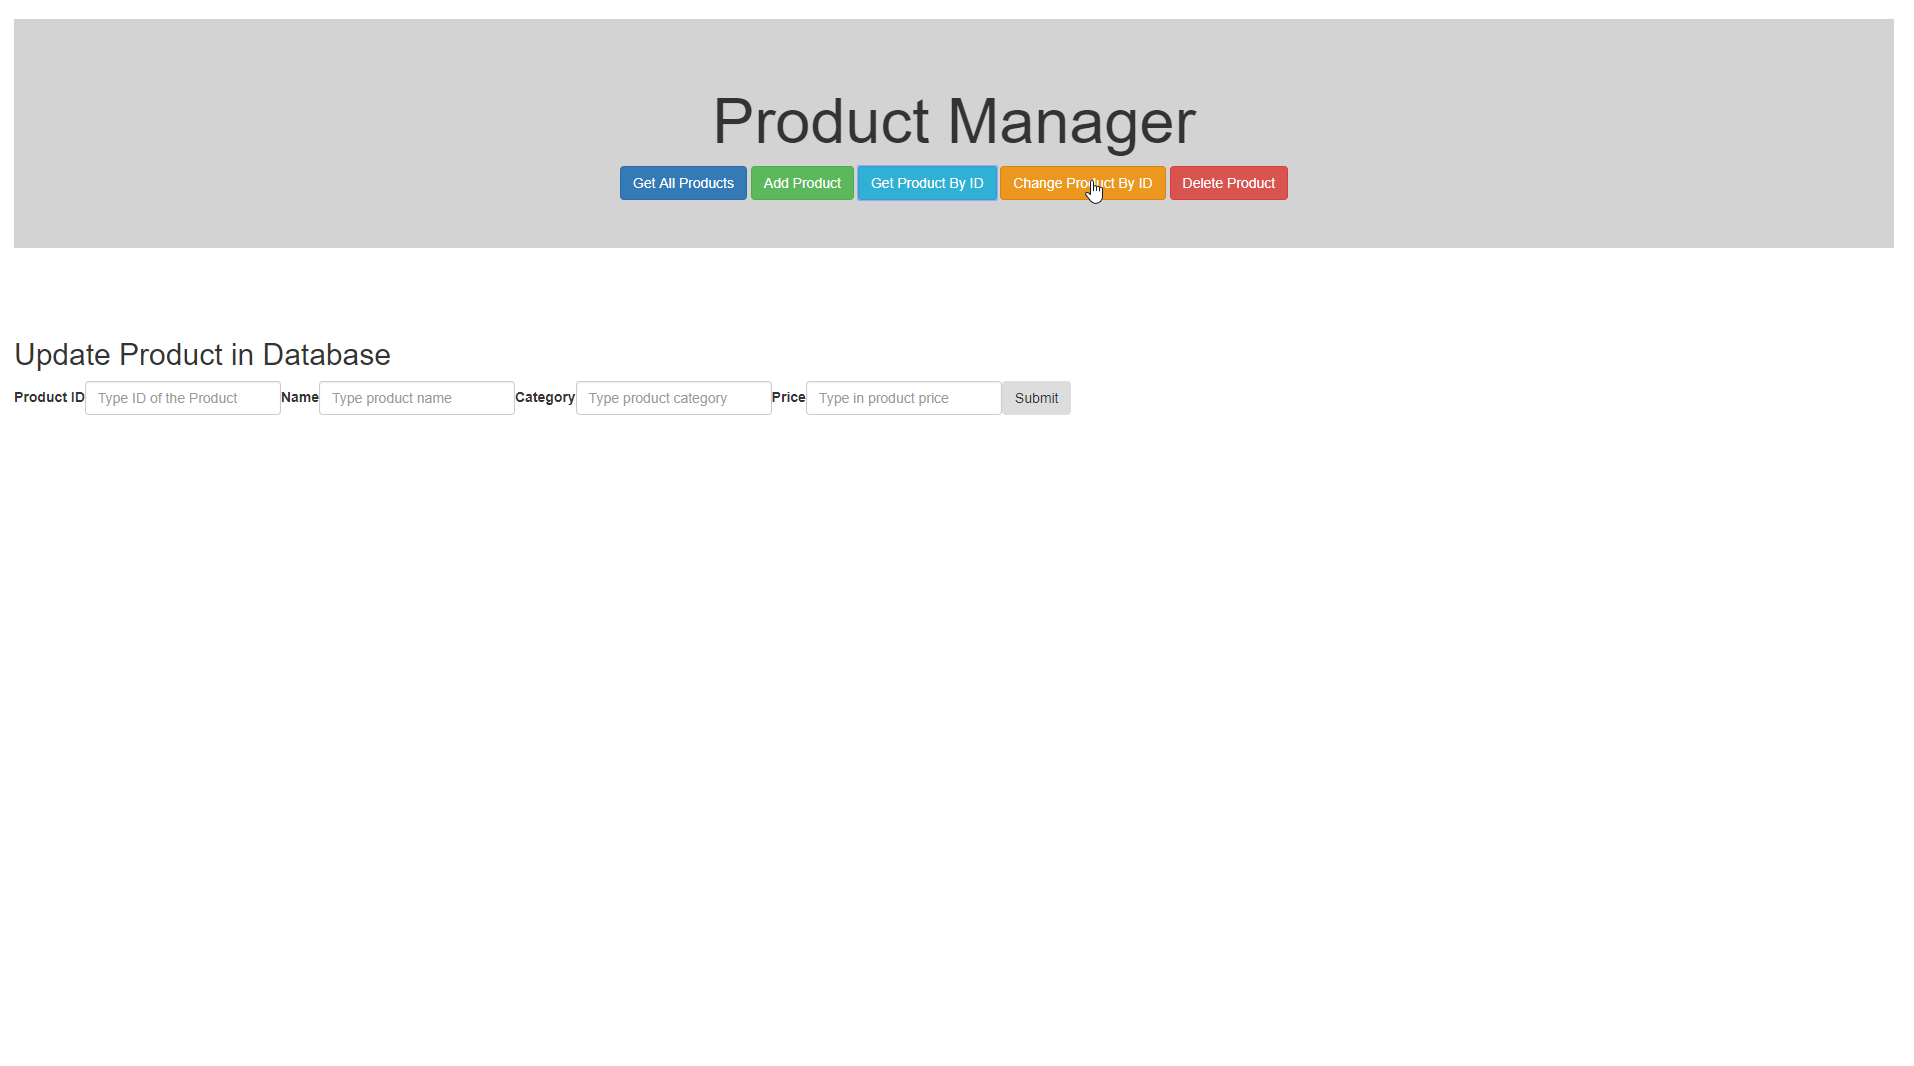 Product Manager
Get All Products Add Product Get Product By ID Change Product By ID Delete Product
Update Product in Database
Product ID Type ID of the Product Name Type product name Category Type product category Price Type in product price Submit